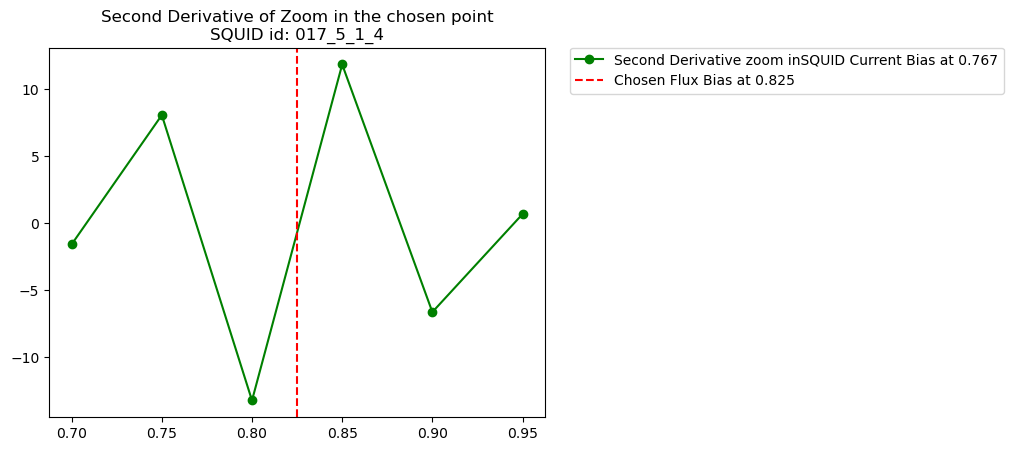 Second Derivative of Zoom in the chosen point
SQUID id: 017_5_1_4
Second Derivative zoom inSQUID Current Bias at 0.767
Chosen Flux Bias at 0.825
10
5
0
−5
−10
0.70 0.75 0.80 0.85 0.90 0.95